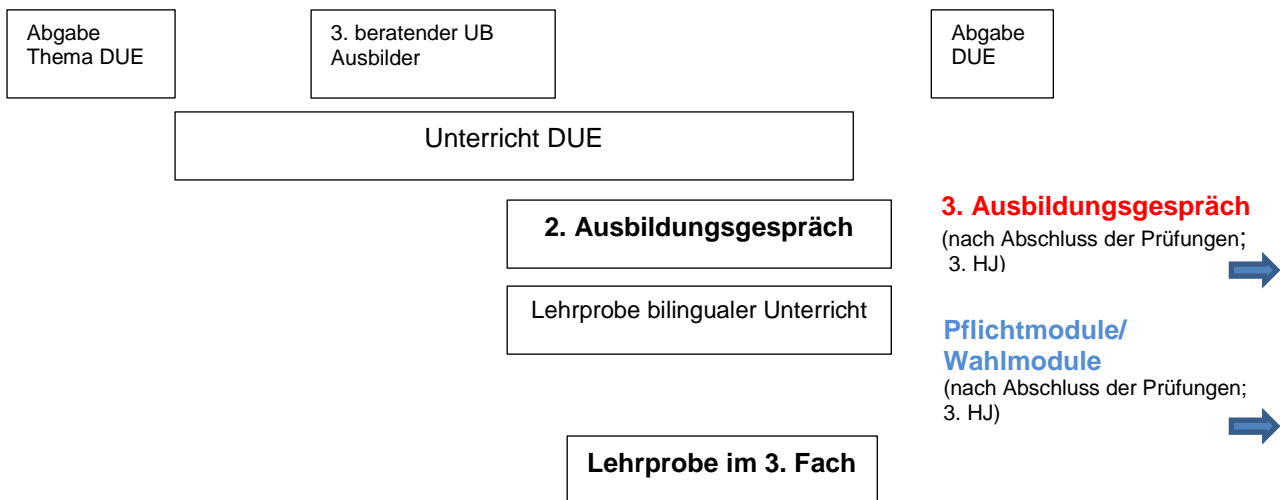 Abgabe
Thema DUE
3. beratender UB
Ausbilder
Abgabe
DUE
Unterricht DUE
2. Ausbildungsgespräch
3. Ausbildungsgespräch
(nach Abschluss der Prüfungen;
3. HJ)
Lehrprobe bilingualer Unterricht
Pflichtmodule/
Wahlmodule
(nach Abschluss der Prüfungen;
3. HJ)
Lehrprobe im 3. Fach